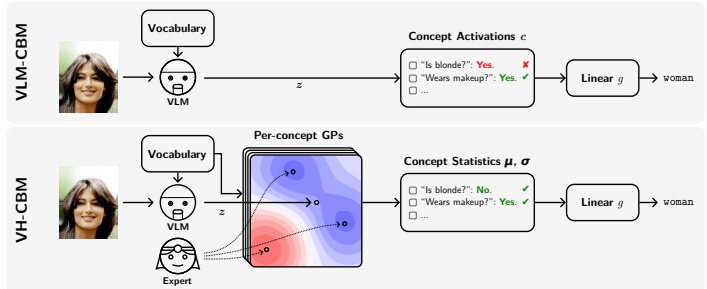 VLM-CBM
Vocabulary
VLM
z
Concept Activations c
"Is blonde?": Yes. ✘
"Wears makeup?": Yes. ✔
...
Linear g
woman
VH-CBM
Vocabulary
VLM
z
Expert
Per-concept GPs
Concept Statistics μ, σ
"Is blonde?": No. ✔
"Wears makeup?": Yes. ✔
...
Linear g
woman